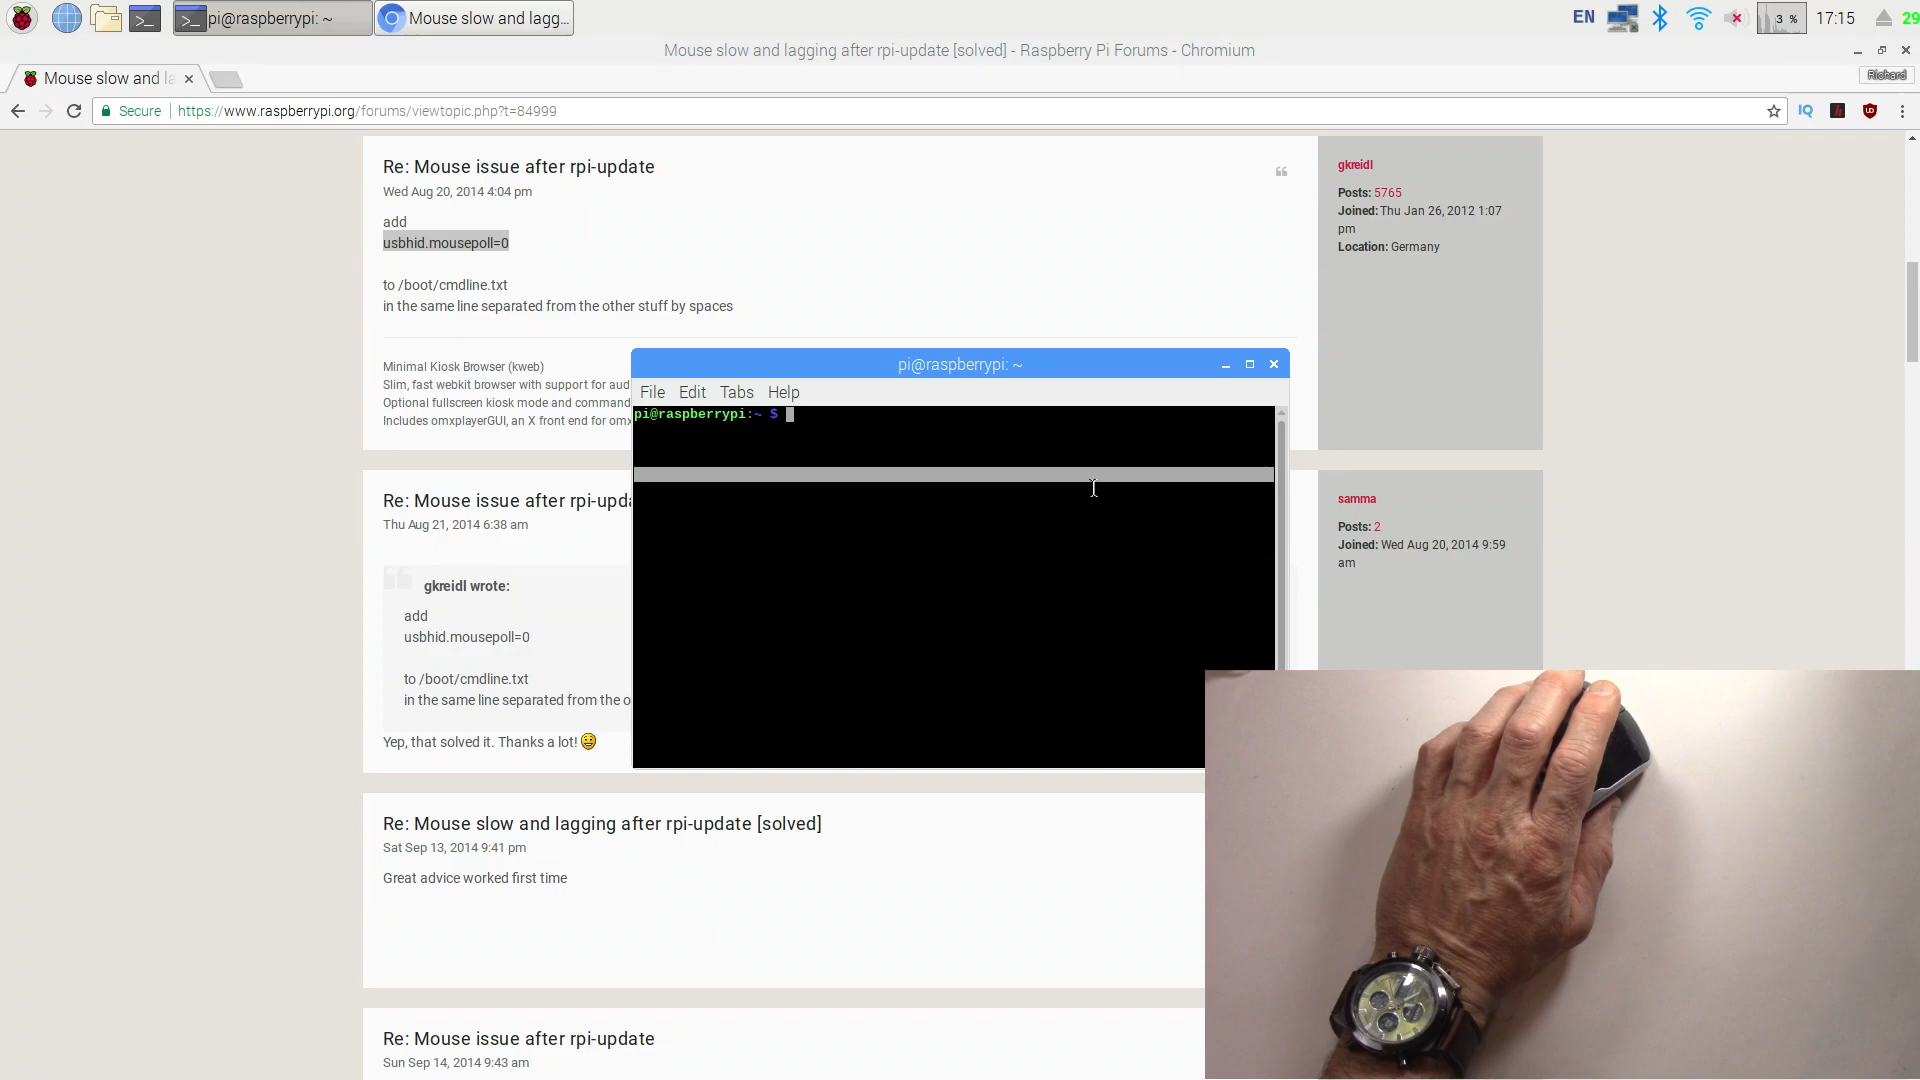 pi@raspberrypi: ~
Mouse slow and lagg...
EN
3 %
17:15
29
Mouse slow and lagging after rpi-update [solved] - Raspberry Pi Forums - Chromium
Mouse slow and la
Richard
Secure
https://www.raspberrypi.org/forums/viewtopic.php?t=84999
IQ
Re: Mouse issue after rpi-update
Wed Aug 20, 2014 4:04 pm
add
usbhid.mousepoll=0
to /boot/cmdline.txt
in the same line separated from the other stuff by spaces
Minimal Kiosk Browser (kweb)
Slim, fast webkit browser with support for aud
Optional fullscreen kiosk mode and command
Includes omxplayerGUI, an X front end for omx
gkreidl
Posts: 5765
Joined: Thu Jan 26, 2012 1:07
pm
Location: Germany
pi@raspberrypi: ~
File Edit Tabs Help
pi@raspberrypi:~ $
Re: Mouse issue after rpi-upda
Thu Aug 21, 2014 6:38 am
gkreidl wrote:
add
usbhid.mousepoll=0
to /boot/cmdline.txt
in the same line separated from the o
Yep, that solved it. Thanks a lot!
samma
Posts: 2
Joined: Wed Aug 20, 2014 9:59
am
Re: Mouse slow and lagging after rpi-update [solved]
Sat Sep 13, 2014 9:41 pm
Great advice worked first time
Re: Mouse issue after rpi-update
Sun Sep 14, 2014 9:43 am